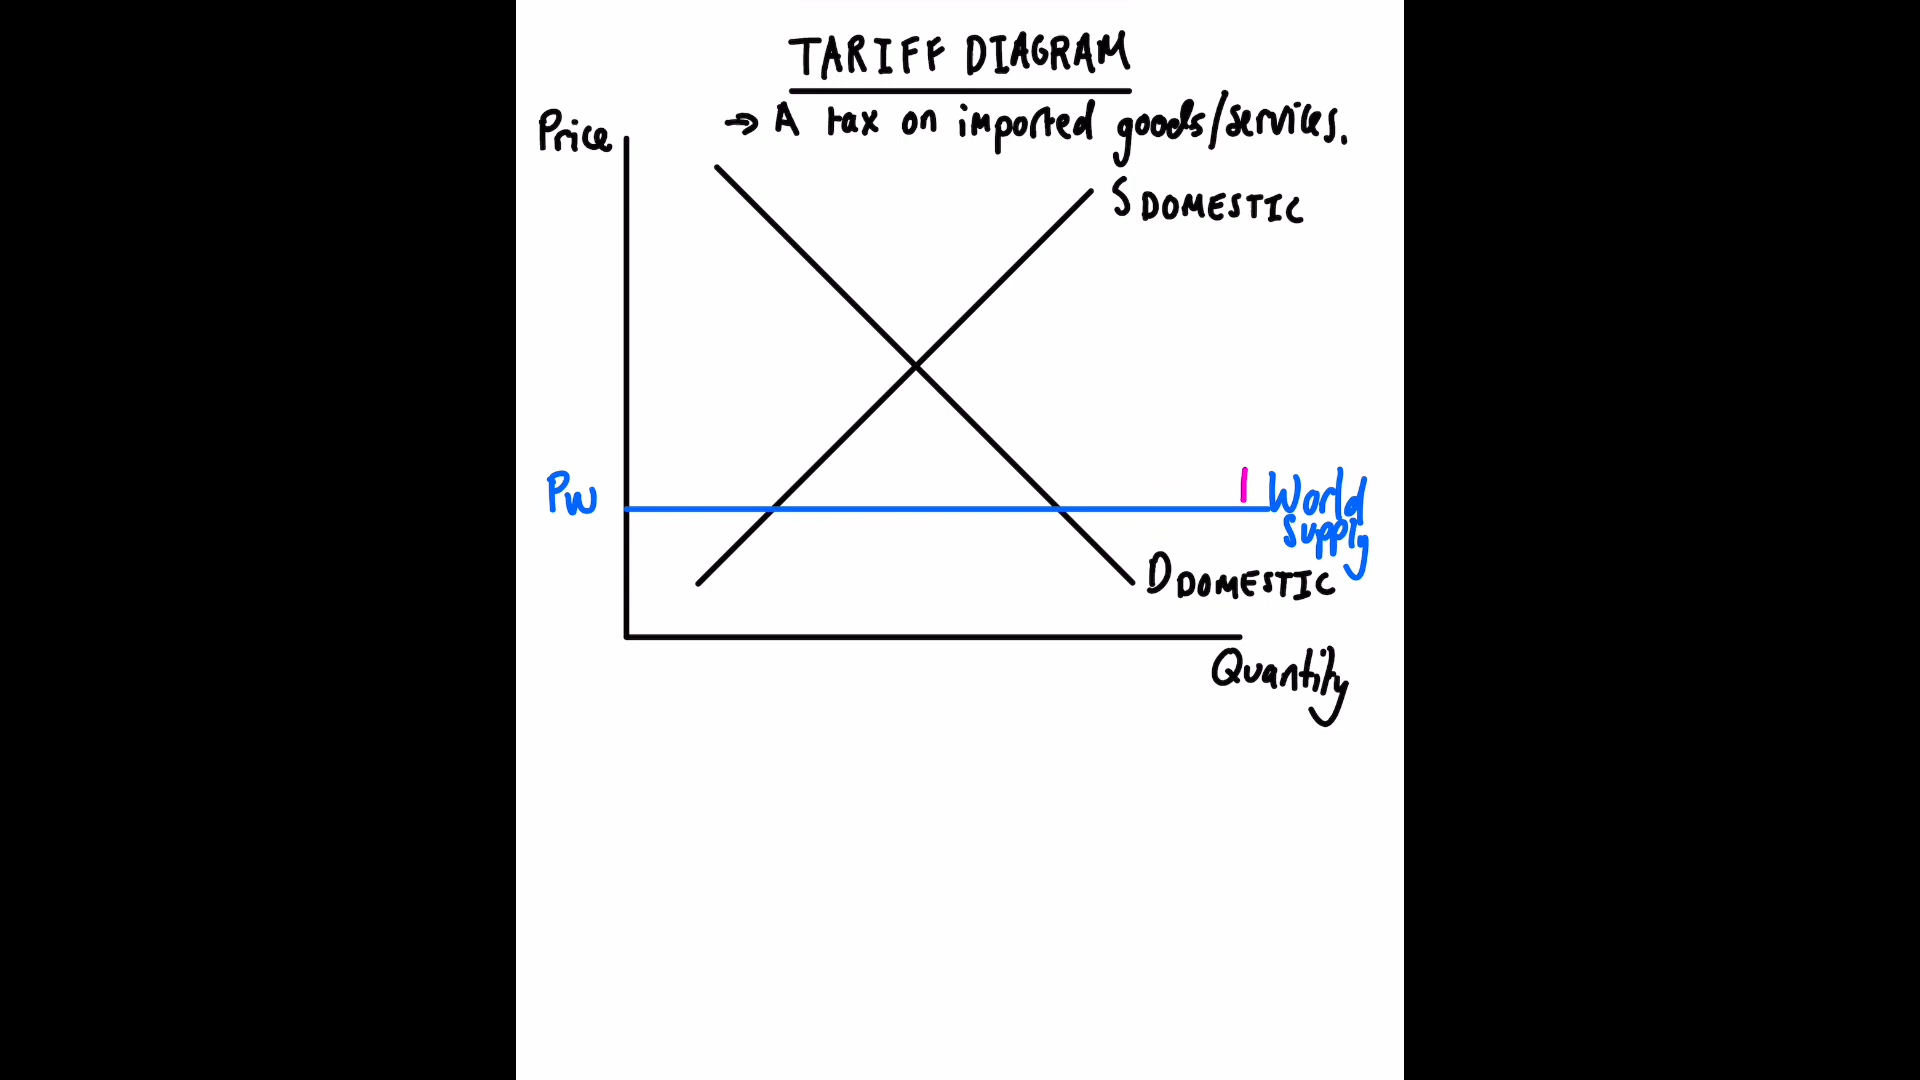 TARIFF DIAGRAM
→ A tax on imported goods/services.
Price
S DOMESTIC
PW
World
supply
D DOMESTIC
Quantity